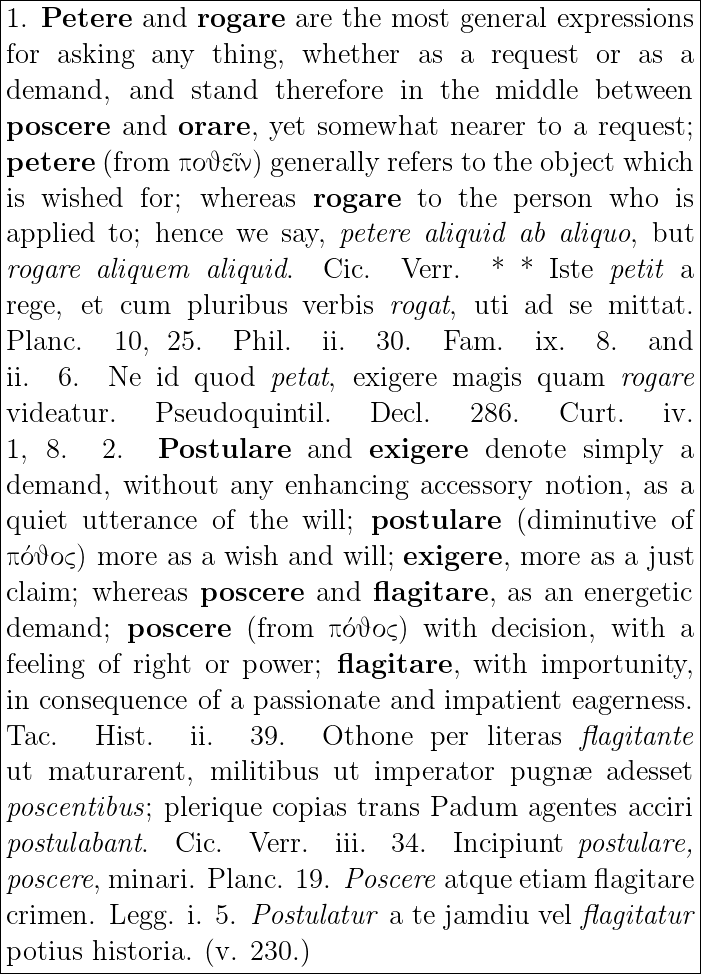 1. Petere and rogare are the most general expressions
for asking any thing, whether as a request or as a
demand, and stand therefore in the middle between
poscere and orare, yet somewhat nearer to a request;
petere (from ποθεῖν) generally refers to the object which
is wished for; whereas rogare to the person who is
applied to; hence we say, petere aliquid ab aliquo, but
rogare aliquem aliquid. Cic. Verr. * * Iste petit a
rege, et cum pluribus verbis rogat, uti ad se mittat.
Planc. 10, 25. Phil. ii. 30. Fam. ix. 8. and
ii. 6. Ne id quod petat, exigere magis quam rogare
videatur. Pseudoquintil. Decl. 286. Curt. iv.
1, 8. 2. Postulare and exigere denote simply a
demand, without any enhancing accessory notion, as a
quiet utterance of the will; postulare (diminutive of
πόθος) more as a wish and will; exigere, more as a just
claim; whereas poscere and flagitare, as an energetic
demand; poscere (from πόθος) with decision, with a
feeling of right or power; flagitare, with importunity,
in consequence of a passionate and impatient eagerness.
Tac. Hist. ii. 39. Othone per literas flagitante
ut maturarent, militibus ut imperator pugnæ adesset
poscentibus; plerique copias trans Padum agentes acciri
postulabant. Cic. Verr. iii. 34. Incipiunt postulare,
poscere, minari. Planc. 19. Poscere atque etiam flagitare
crimen. Legg. i. 5. Postulatur a te jamdiu vel flagitatur
potius historia. (v. 230.)